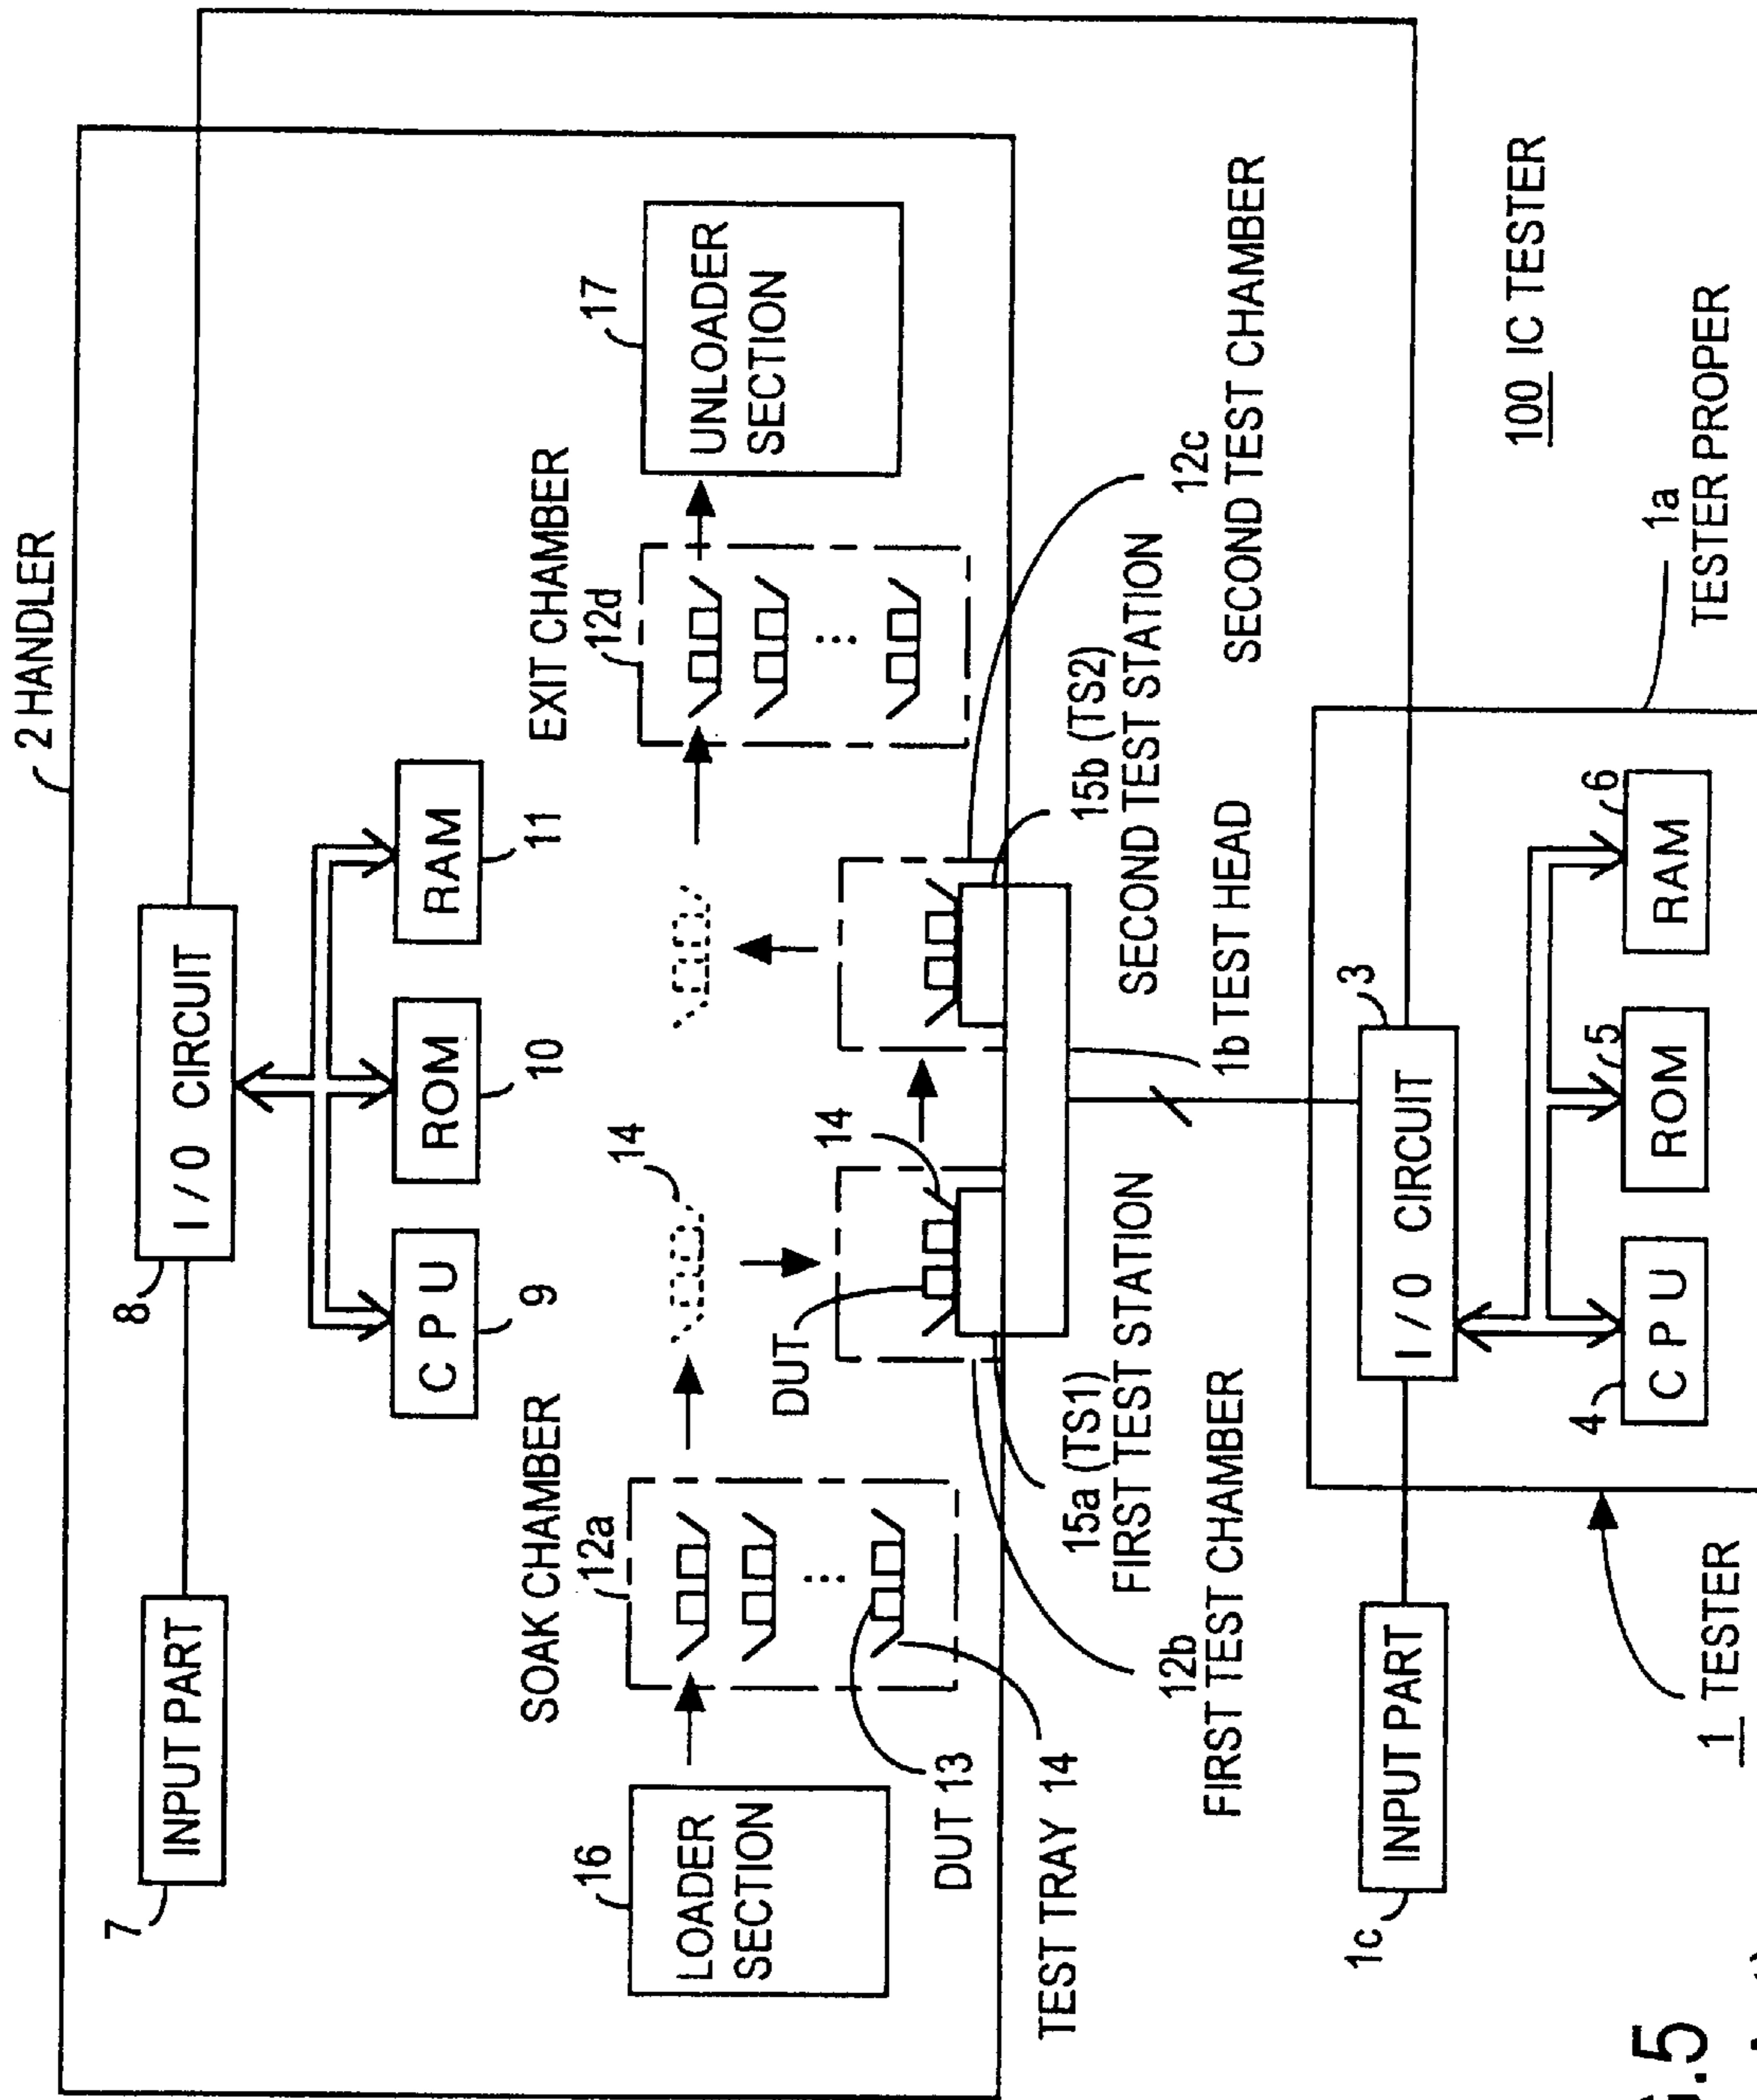 2 HANDLER
7
INPUT PART
8
I/O CIRCUIT
CPU
9
ROM
10
RAM
11
SOAK CHAMBER
12a
EXIT CHAMBER
12d
16
LOADER
SECTION
14
17
UNLOADER
SECTION
DUT
14
DUT 13
TEST TRAY 14
15a (TS1)
FIRST TEST STATION
12b
FIRST TEST CHAMBER
1b TEST HEAD
15b (TS2)
SECOND TEST STATION
12c
SECOND TEST CHAMBER
1c
INPUT PART
3
I/O CIRCUIT
4
CPU
5
ROM
6
RAM
100 IC TESTER
1a
TESTER PROPER
1 TESTER
.5